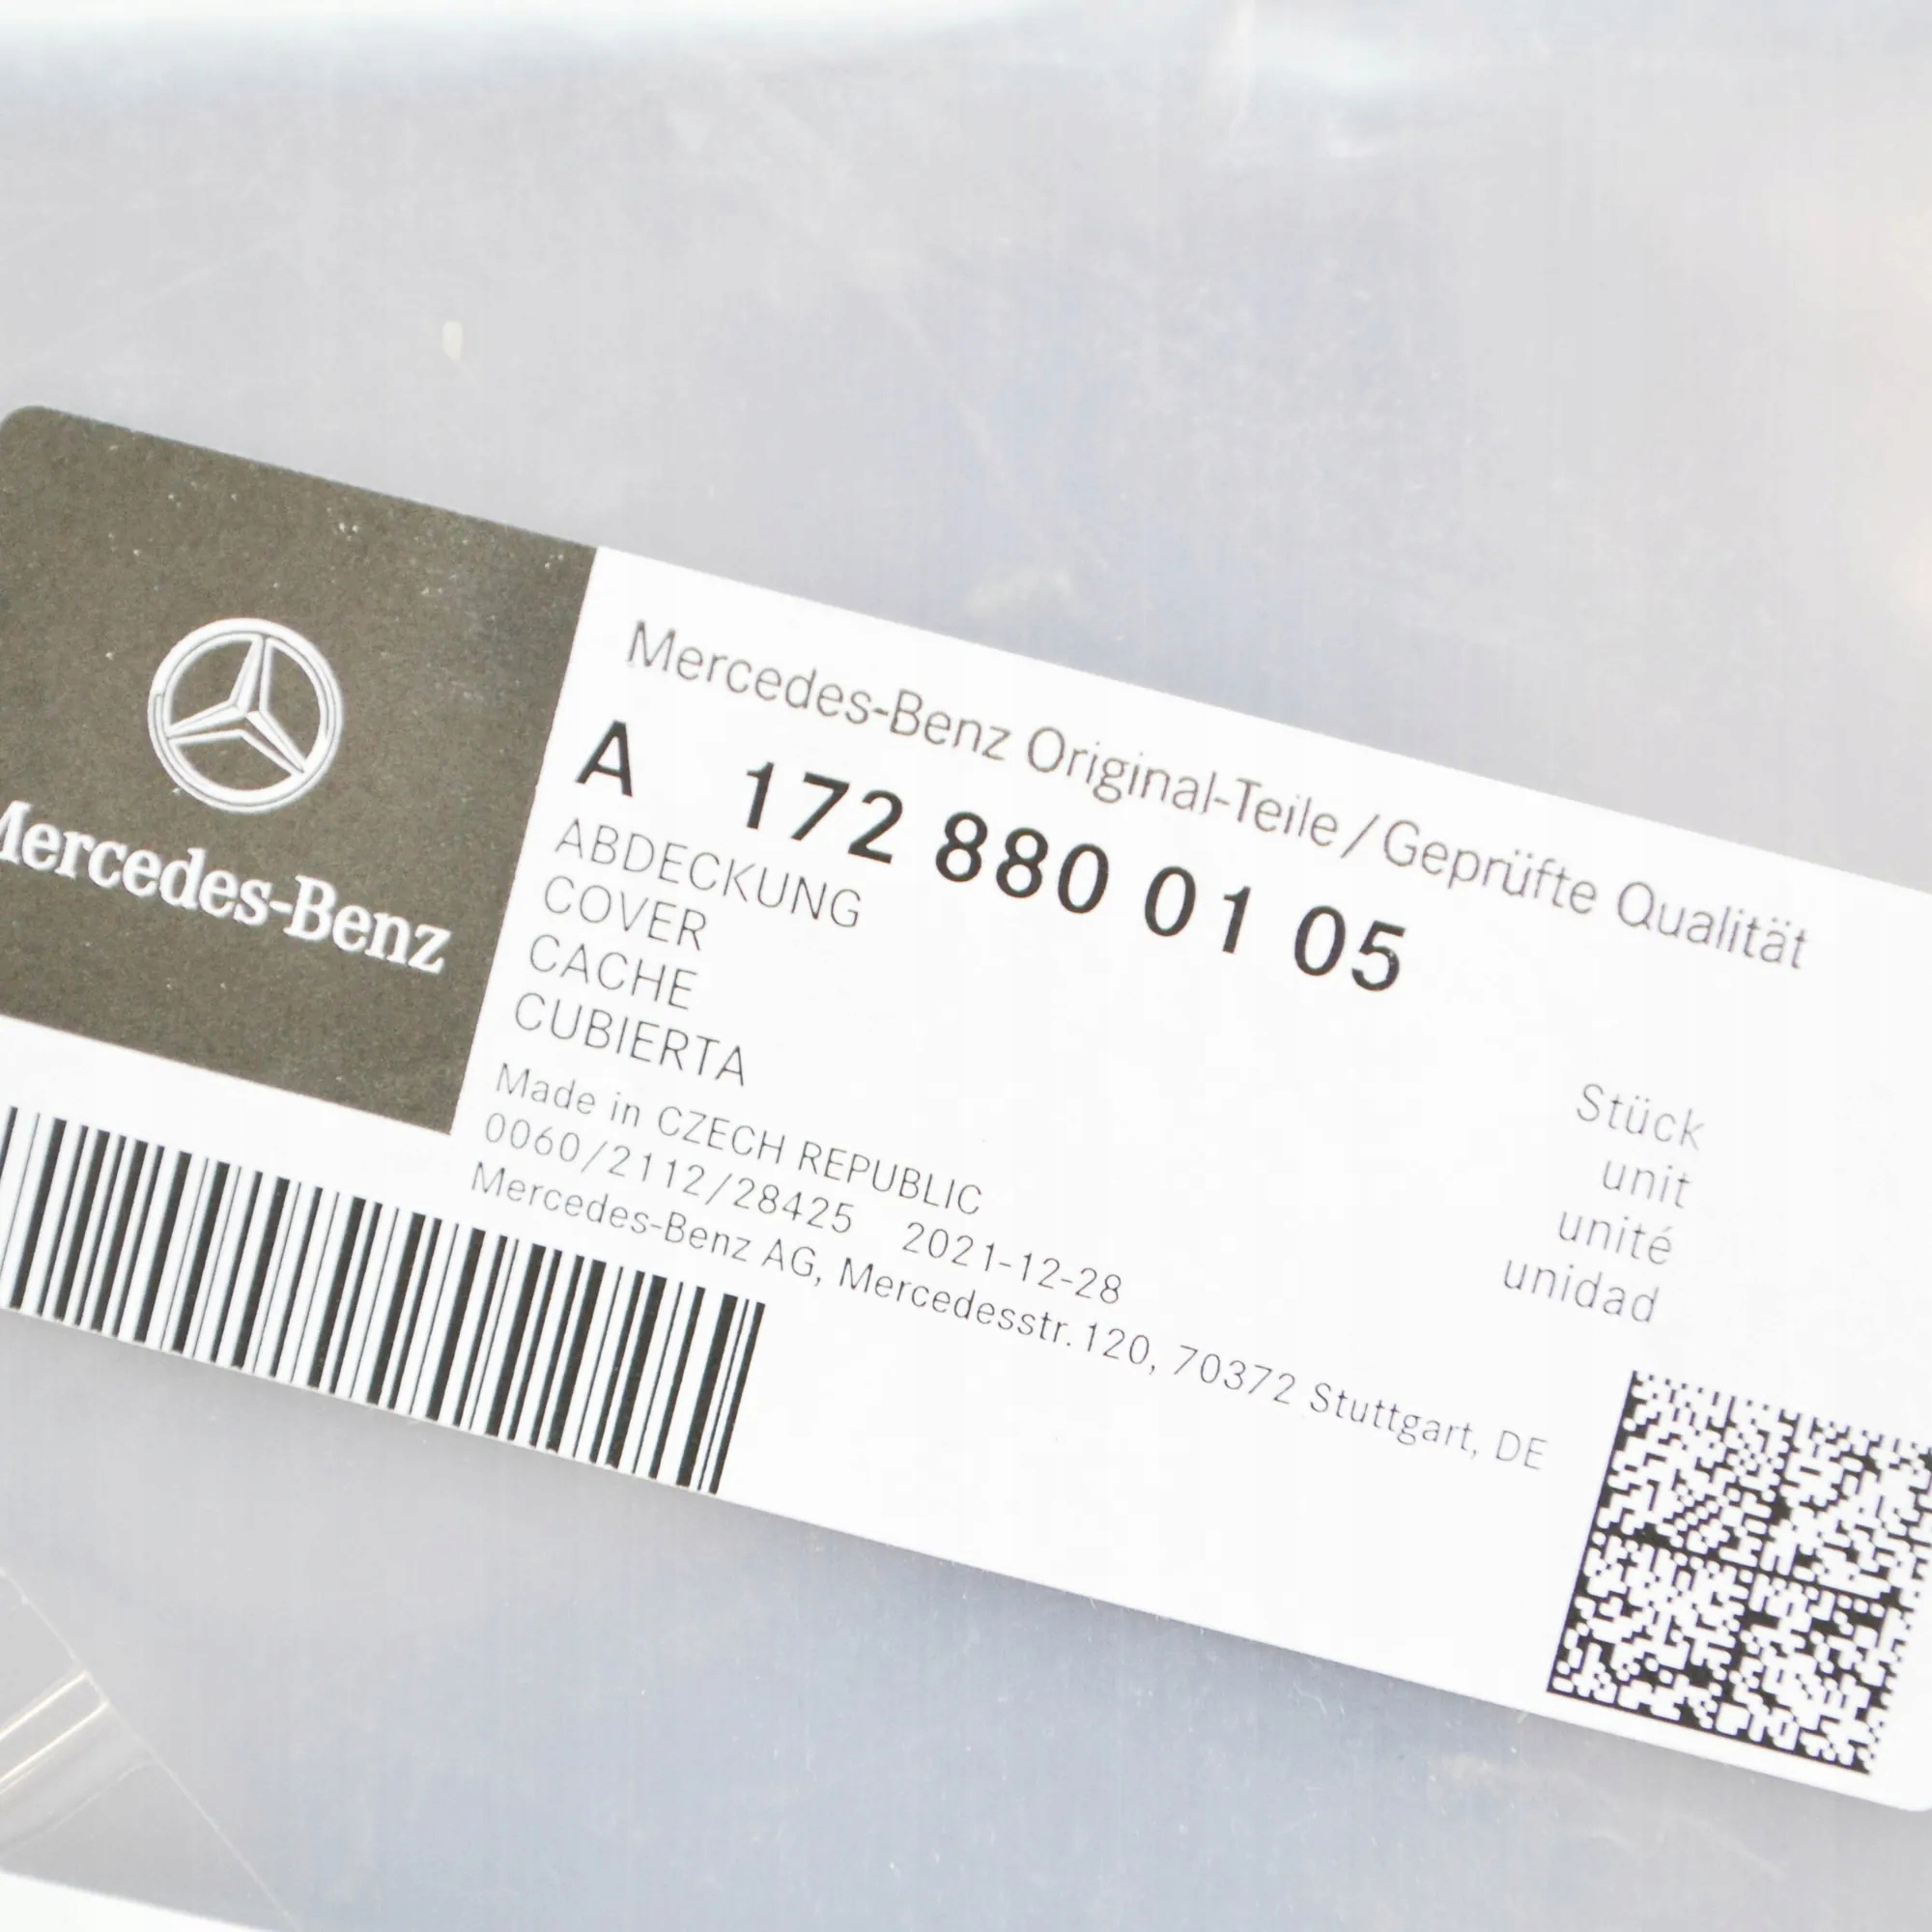 Mercedes-Benz
Mercedes-Benz Original-Teile/Geprüfte Qualität
A 172 880 01 05
ABDECKUNG
COVER
CACHE
CUBIERTA
Stück
unit
unité
unidad
Made in CZECH REPUBLIC
0060/2112/28425 2021-12-28
Mercedes-Benz AG, Mercedesstr.120, 70372 Stuttgart, DE